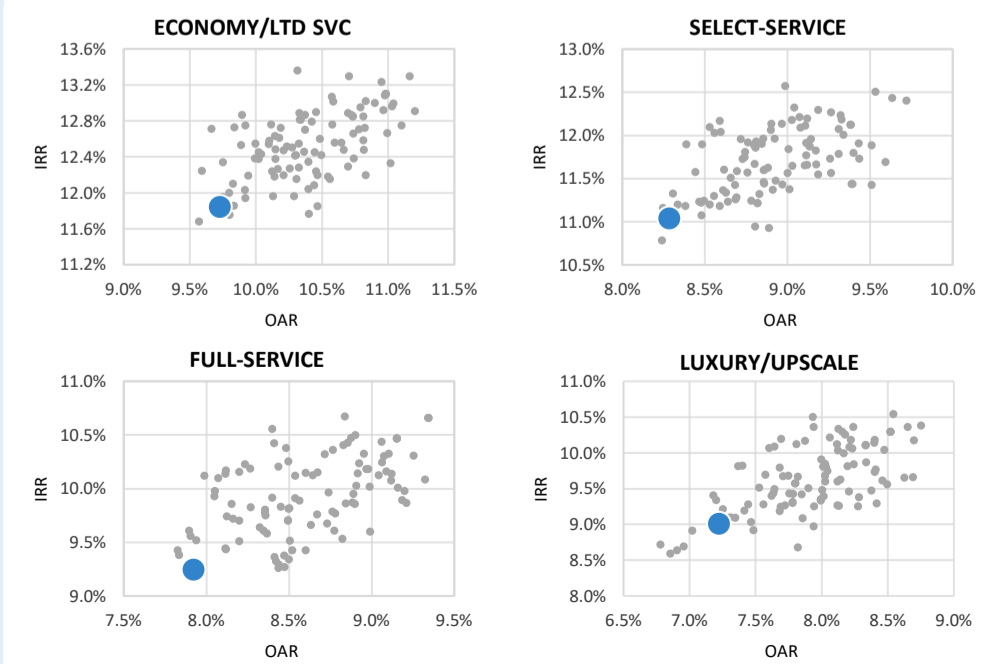 ECONOMY/LTD SVC
13.6%
13.2%
12.8%
12.4%
12.0%
11.6%
11.2%
IRR
9.0% 9.5% 10.0% 10.5% 11.0% 11.5%
OAR
SELECT-SERVICE
13.0%
12.5%
12.0%
11.5%
11.0%
10.5%
IRR
8.0% 8.5% 9.0% 9.5% 10.0%
OAR
FULL-SERVICE
11.0%
10.5%
10.0%
9.5%
9.0%
IRR
7.5% 8.0% 8.5% 9.0% 9.5%
OAR
LUXURY/UPSCALE
11.0%
10.5%
10.0%
9.5%
9.0%
8.5%
8.0%
IRR
6.5% 7.0% 7.5% 8.0% 8.5% 9.0%
OAR